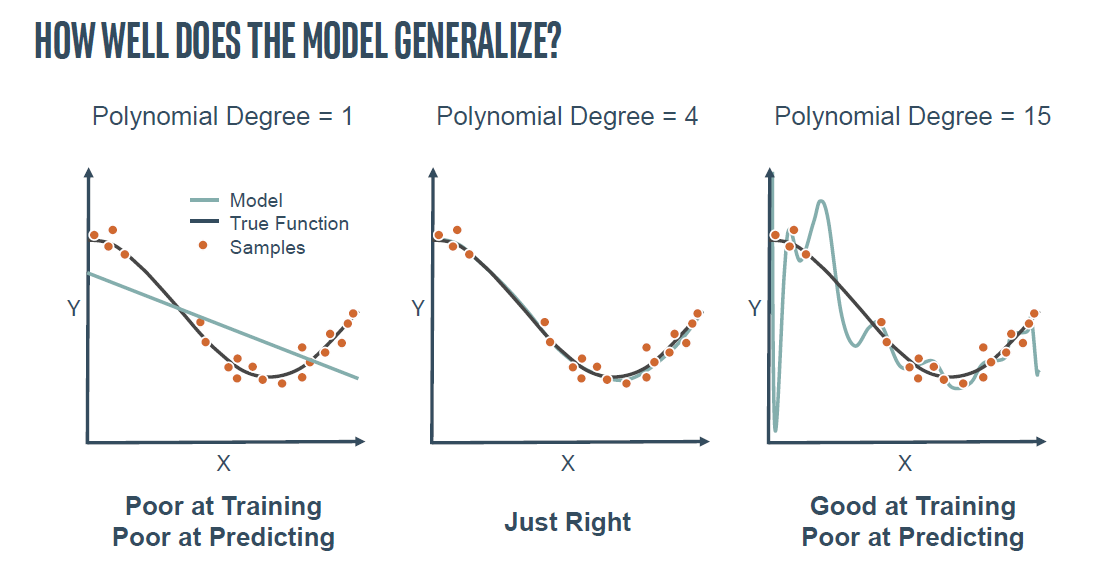 HOW WELL DOES THE MODEL GENERALIZE?
Polynomial Degree = 1
Polynomial Degree = 4
Polynomial Degree = 15
Model
True Function
Samples
Y
X
Y
X
Y
X
Poor at Training
Poor at Predicting
Just Right
Good at Training
Poor at Predicting